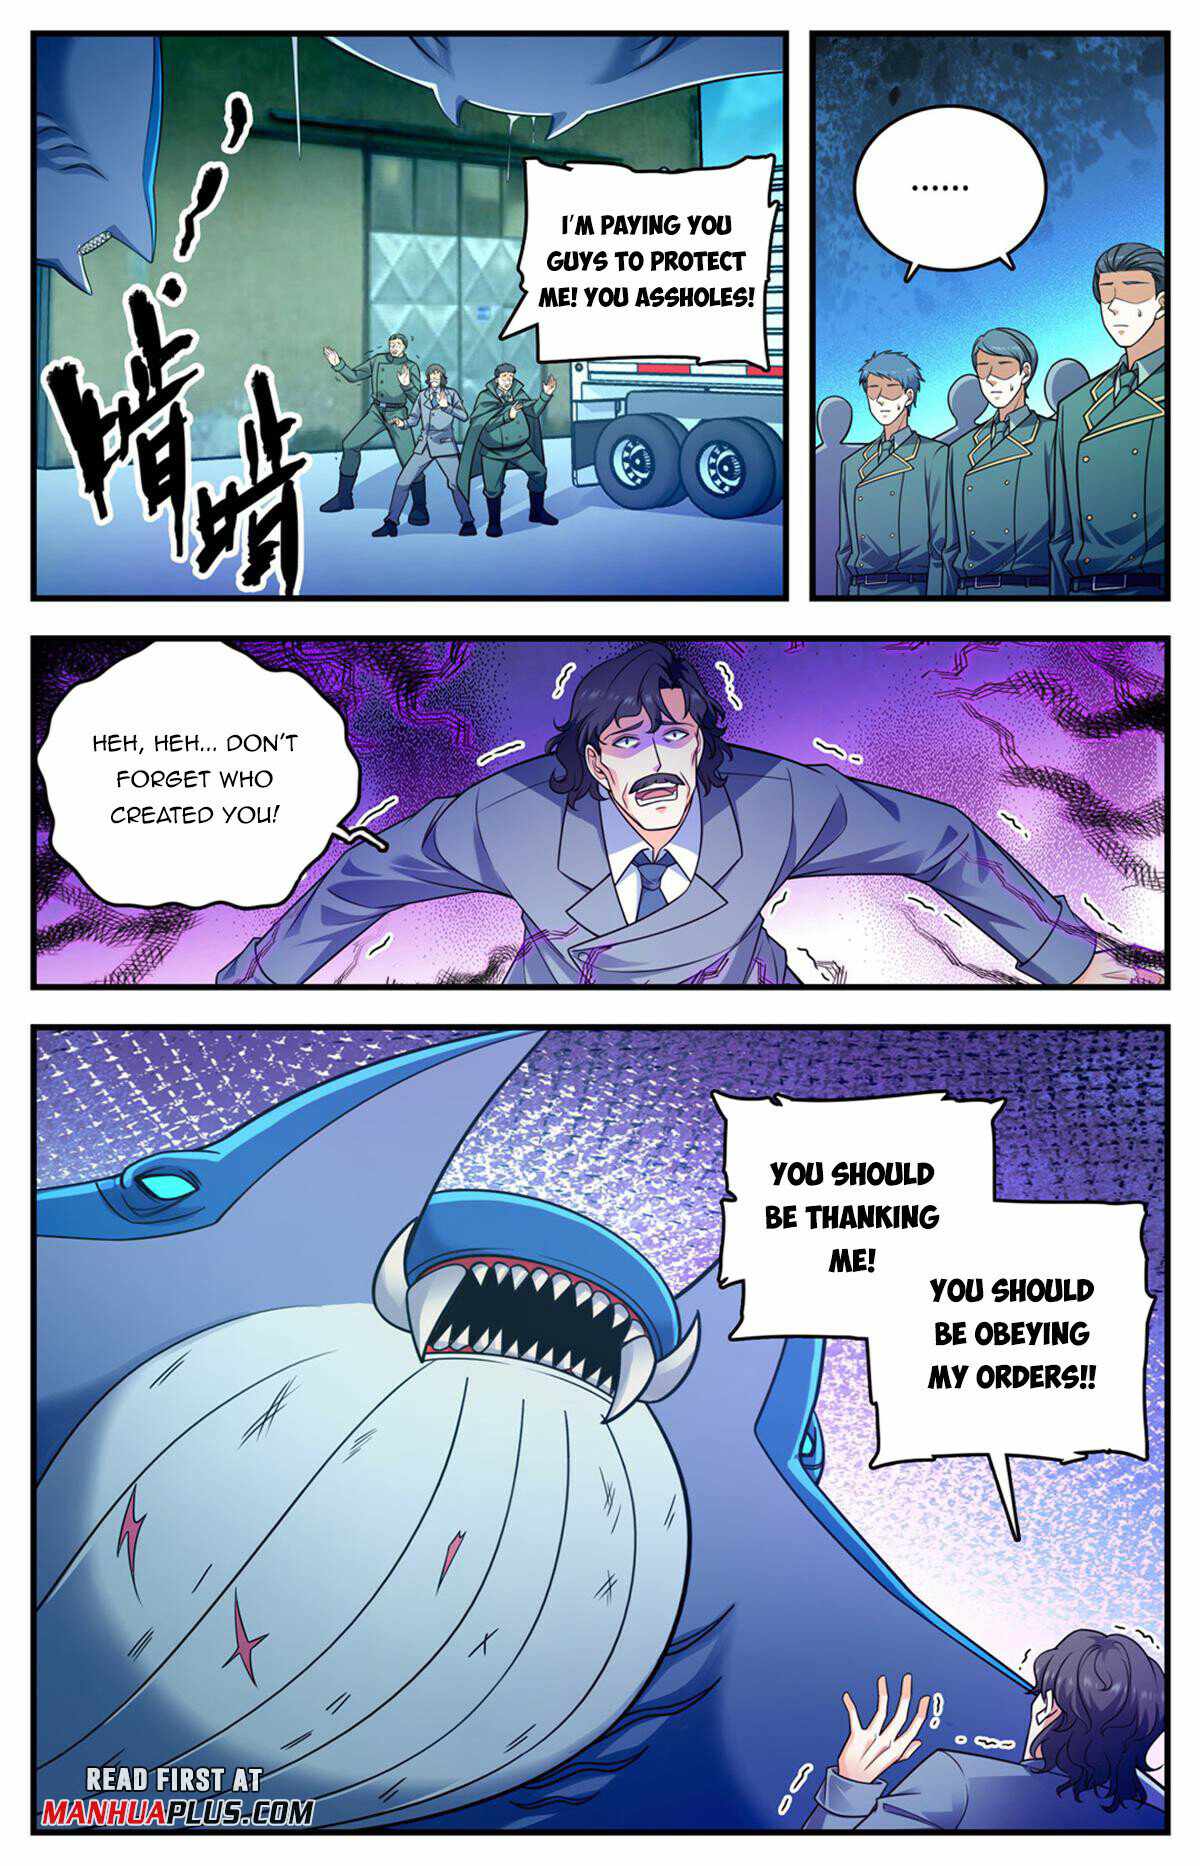 I'M PAYING YOU
GUYS TO PROTECT
ME! YOU ASSHOLES!
......
HEH, HEH... DON'T
FORGET WHO
CREATED YOU!
YOU SHOULD
BE THANKING
ME!
YOU SHOULD
BE OBEYING
MY ORDERS!!
READ FIRST AT
MANHUAPLUS.COM